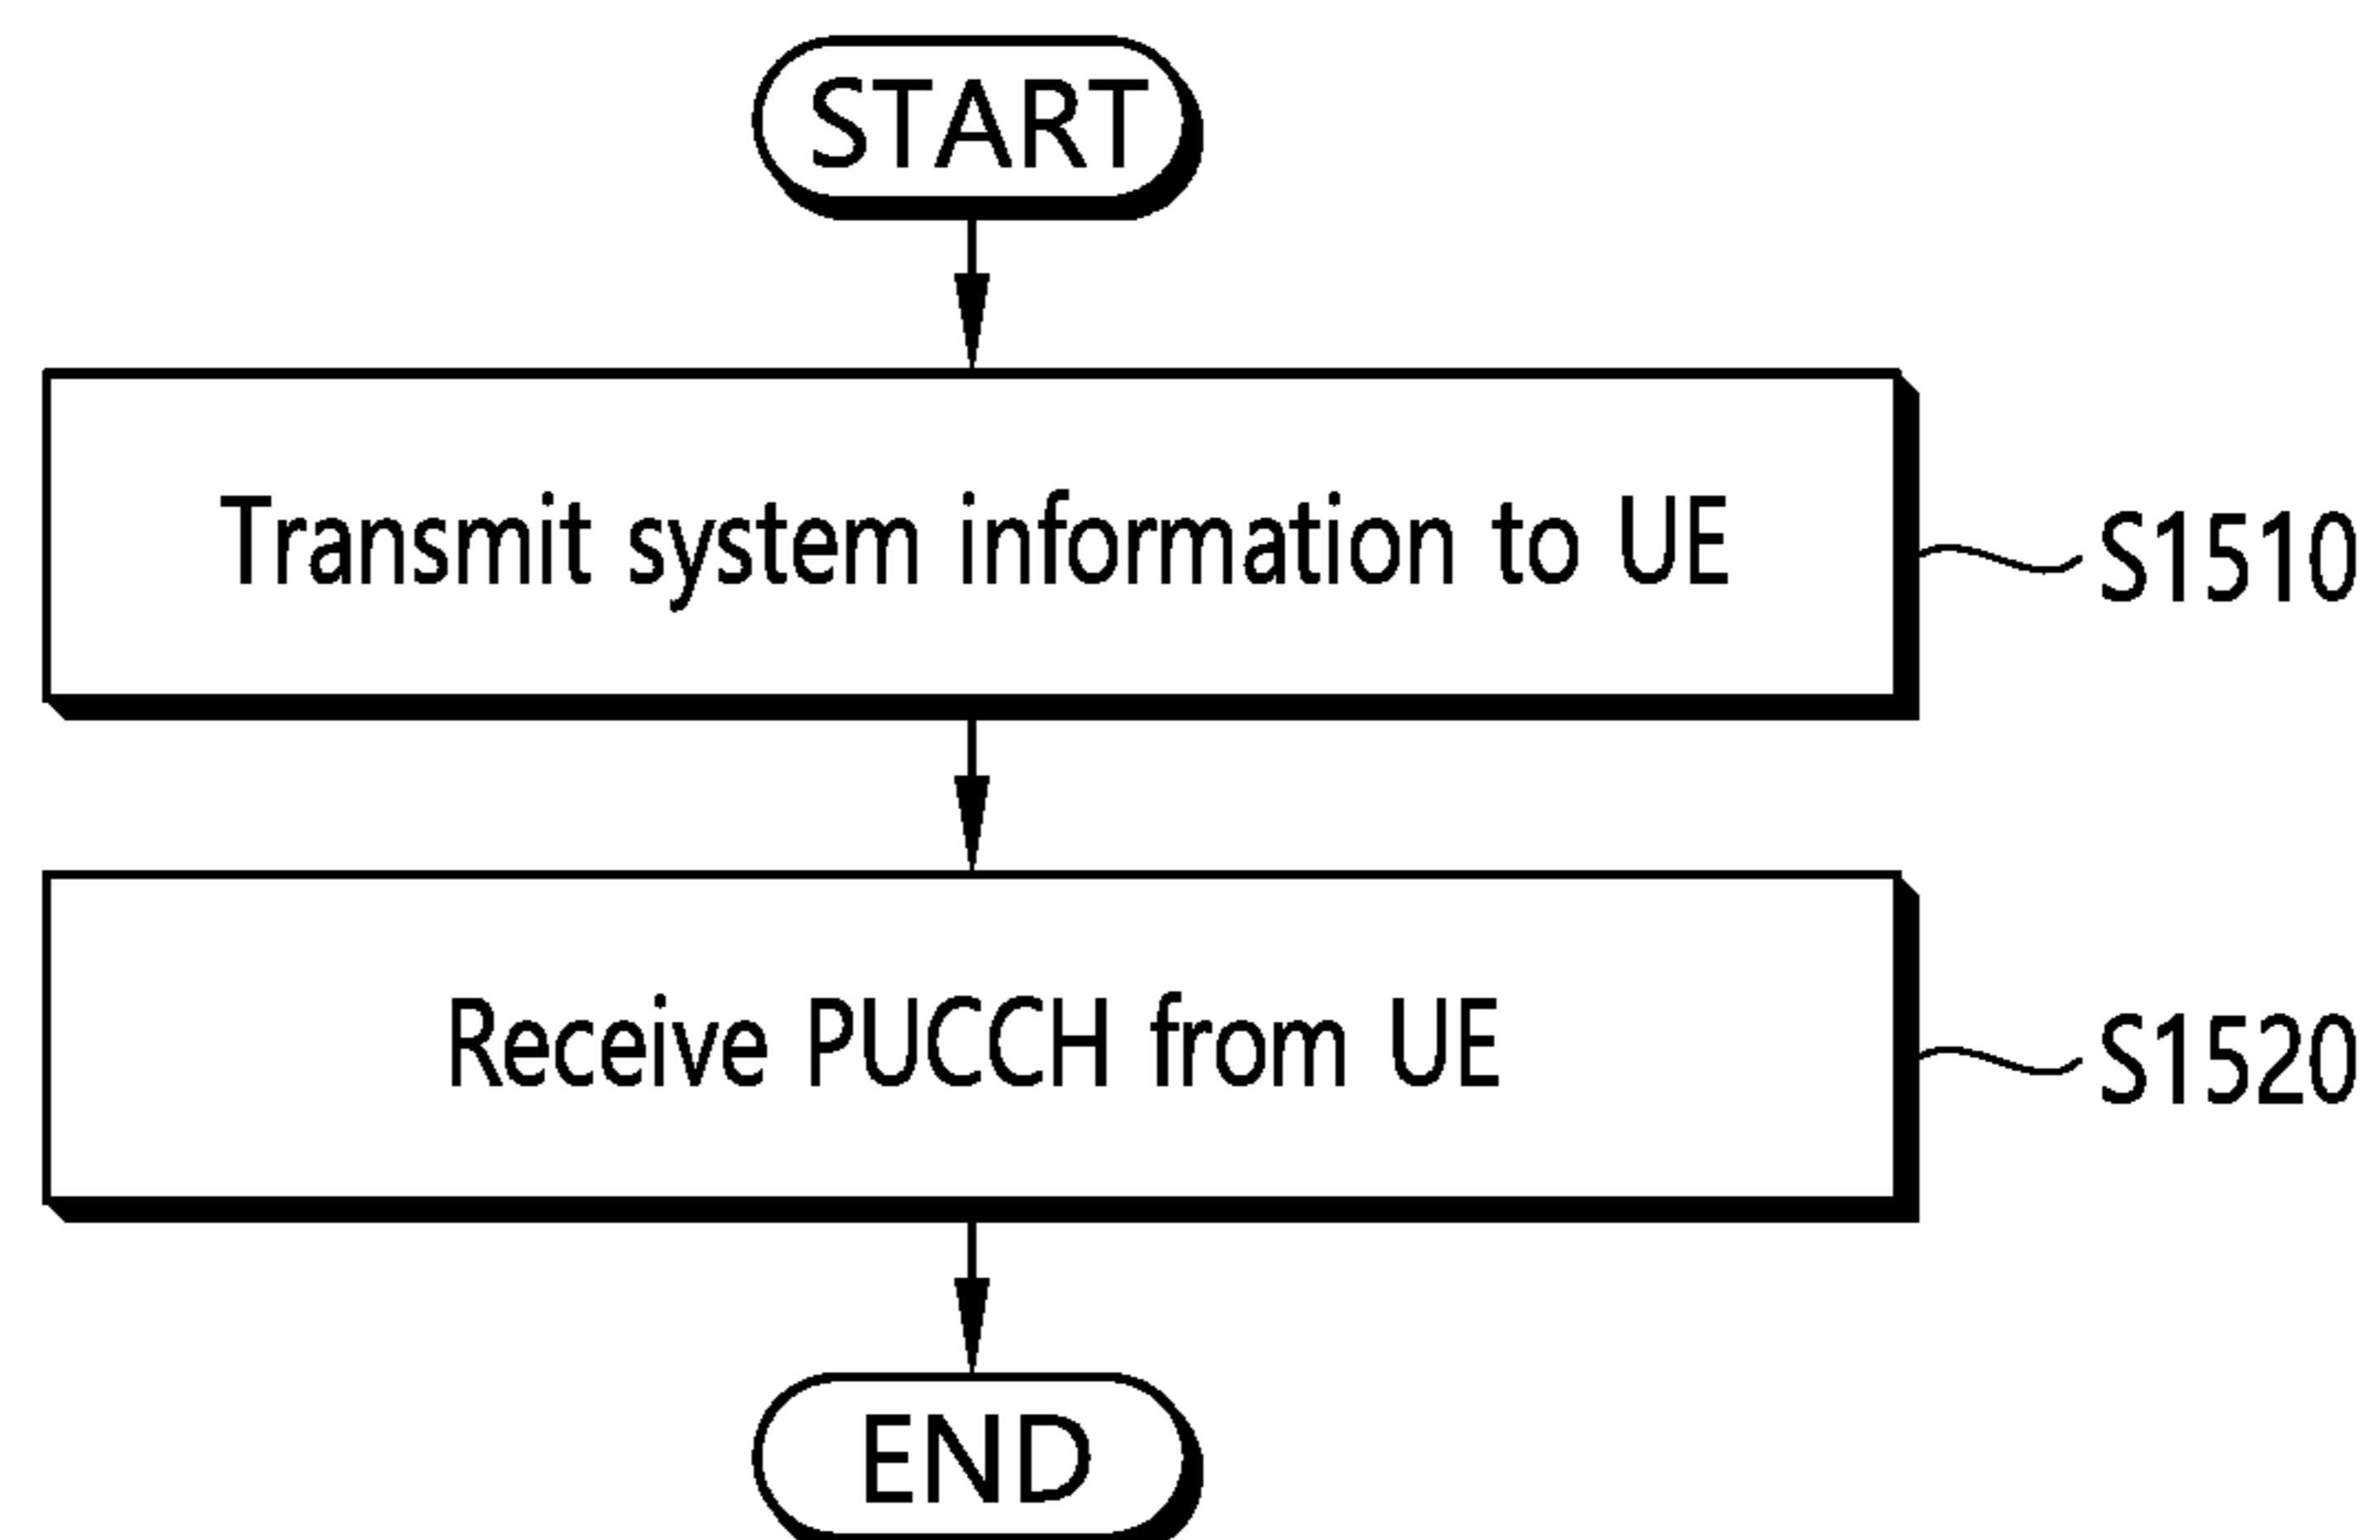 START
Transmit system information to UE
S1510
Receive PUCCH from UE
S1520
END